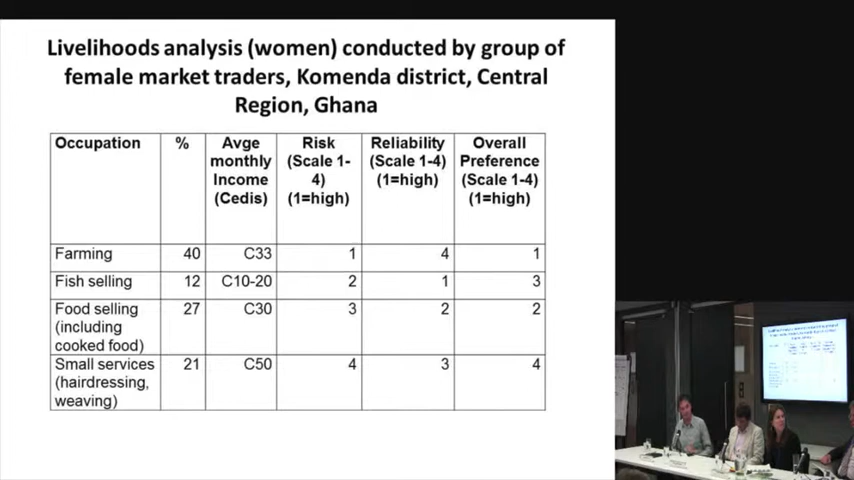 Livelihoods analysis (women) conducted by group of
female market traders, Komenda district, Central
Region, Ghana
Occupation % Avge monthly Income (Cedis) Risk (Scale 1-4) (1=high) Reliability (Scale 1-4) (1=high) Overall Preference (Scale 1-4) (1=high)
Farming 40 C33 1 4 1
Fish selling 12 C10-20 2 1 3
Food selling (including cooked food) 27 C30 3 2 2
Small services (hairdressing, weaving) 21 C50 4 3 4